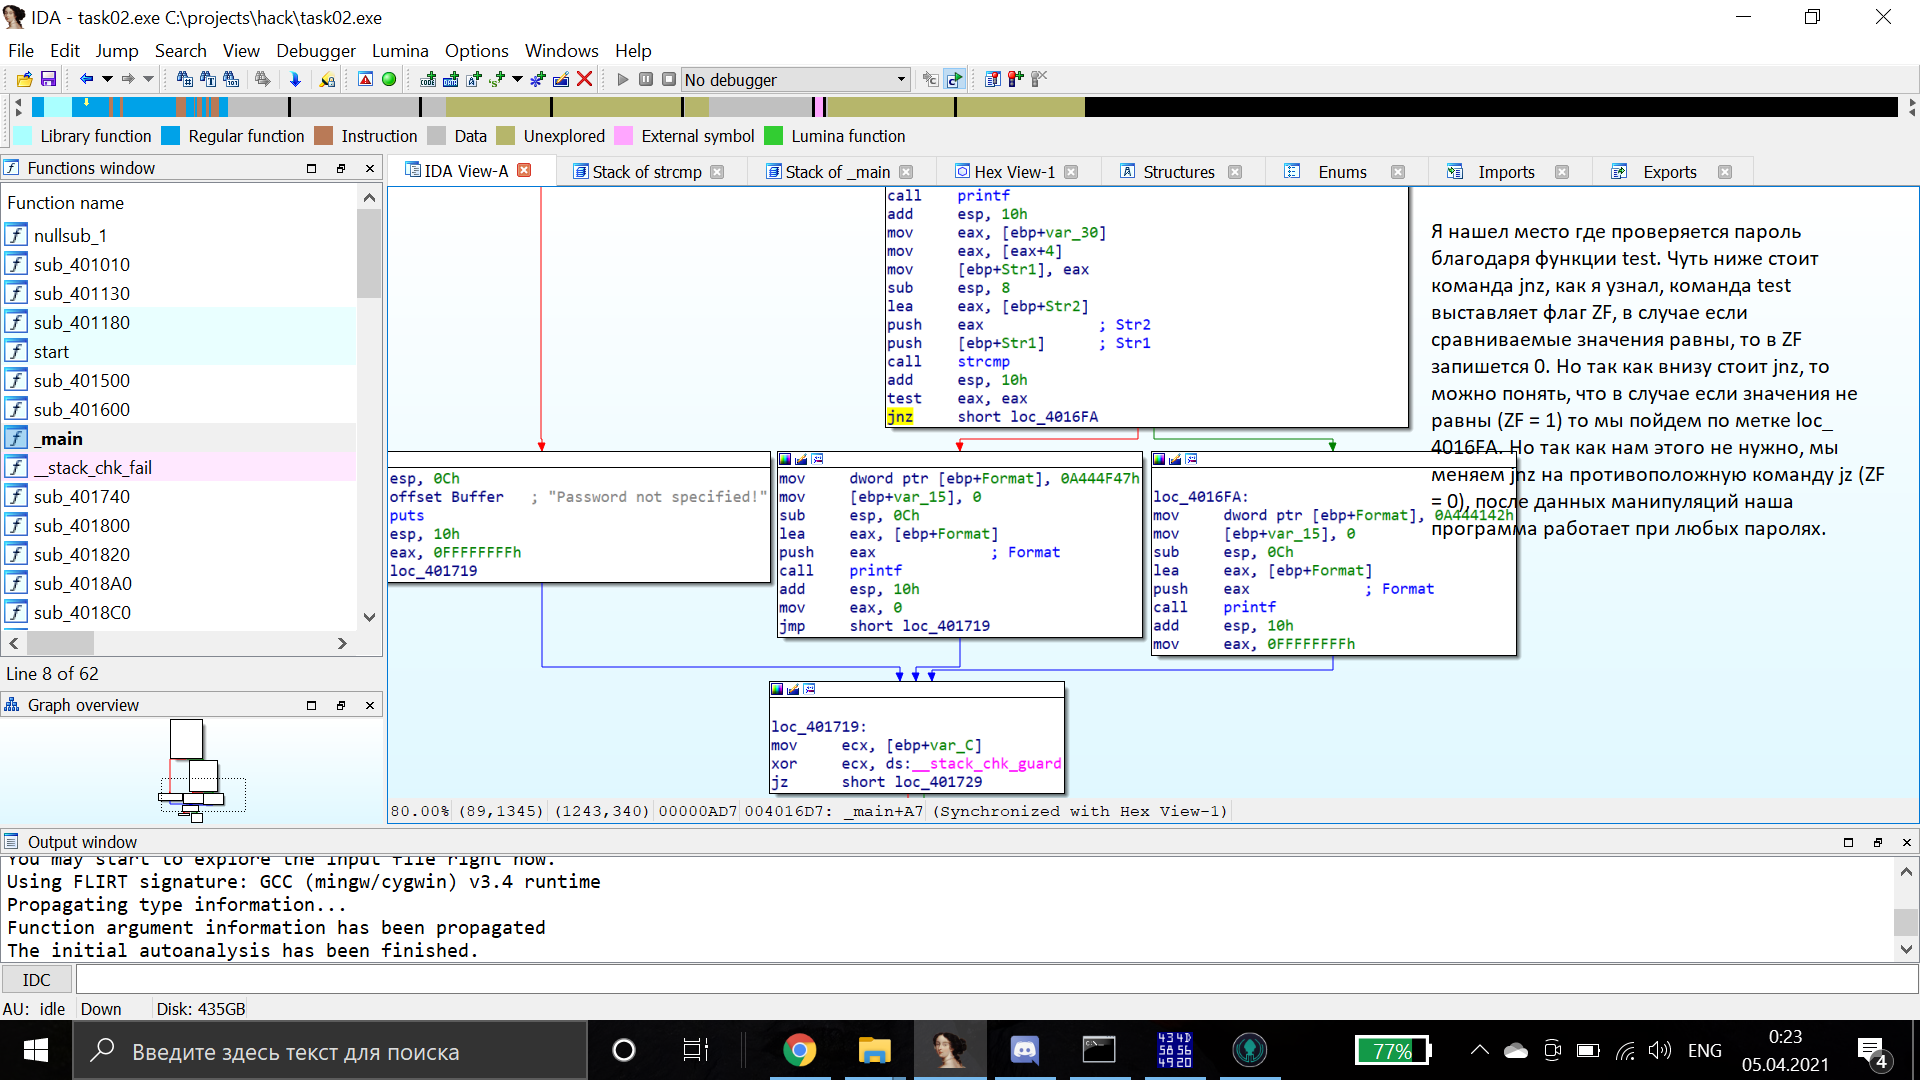 IDA - task02.exe C:\projects\hack\task02.exe
File Edit Jump Search View Debugger Lumina Options Windows Help
No debugger
Library function Regular function Instruction Data Unexplored External symbol Lumina function
Functions window
Function name
nullsub_1
sub_401010
sub_401130
sub_401180
start
sub_401500
sub_401600
_main
__stack_chk_fail
sub_401740
sub_401800
sub_401820
sub_4018A0
sub_4018C0
Line 8 of 62
Graph overview
IDA View-A Stack of strcmp Stack of _main Hex View-1 Structures Enums Imports Exports
call printf
add esp, 10h
mov eax, [ebp+var_30]
mov eax, [eax+4]
mov [ebp+Str1], eax
sub esp, 8
lea eax, [ebp+Str2]
push eax ; Str2
push [ebp+Str1] ; Str1
call strcmp
add esp, 10h
test eax, eax
jnz short loc_4016FA
Я нашел место где проверяется пароль
благодаря функции test. Чуть ниже стоит
команда jnz, как я узнал, команда test
выставляет флаг ZF, в случае если
сравниваемые значения равны, то в ZF
запишется 0. Но так как внизу стоит jnz, то
можно понять, что в случае если значения не
равны (ZF = 1) то мы пойдем по метке loc_
4016FA. Но так как нам этого не нужно, мы
меняем jnz на противоположную команду jz (ZF
= 0), после данных манипуляций наша
программа работает при любых паролях.
esp, 0Ch
offset Buffer ; "Password not specified!"
puts
esp, 10h
eax, 0FFFFFFFFh
loc_401719
mov dword ptr [ebp+Format], 0A444F47h
mov [ebp+var_15], 0
sub esp, 0Ch
lea eax, [ebp+Format]
push eax ; Format
call printf
add esp, 10h
mov eax, 0
jmp short loc_401719
loc_4016FA:
mov dword ptr [ebp+Format], 0A444142h
mov [ebp+var_15], 0
sub esp, 0Ch
lea eax, [ebp+Format]
push eax ; Format
call printf
add esp, 10h
mov eax, 0FFFFFFFFh
loc_401719:
mov ecx, [ebp+var_C]
xor ecx, ds:__stack_chk_guard
jz short loc_401729
80.00% (89,1345) (1243,340) 00000AD7 004016D7: _main+A7 (Synchronized with Hex View-1)
Output window
You may start to explore the input file right now.
Using FLIRT signature: GCC (mingw/cygwin) v3.4 runtime
Propagating type information...
Function argument information has been propagated
The initial autoanalysis has been finished.
IDC
AU: idle Down Disk: 435GB
Введите здесь текст для поиска
434D
5856
4920
77%
ENG
0:23
05.04.2021
4